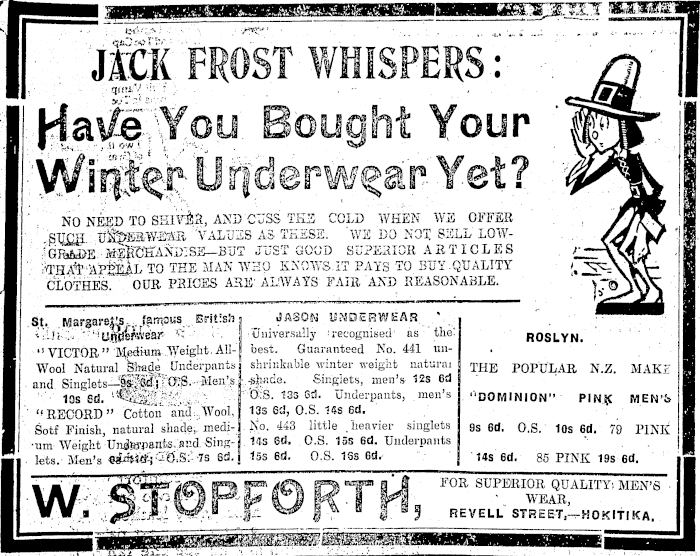 JACK FROST WHISPERS:
Have You Bought Your
Winter Underwear Yet?
NO NEED TO SHIVER, AND CUSS THE COLD WHEN WE OFFER
SUCH UNDERWEAR VALUES AS THESE. WE DO NOT SELL LOW-
GRADE MERCHANDISE—BUT JUST GOOD SUPERIOR ARTICLES
THAT APPEAL TO THE MAN WHO KNOWS IT PAYS TO BUY QUALITY
CLOTHES. OUR PRICES ARE ALWAYS FAIR AND REASONABLE.
St. Margaret's famous British
Underwear
"VICTOR" Medium Weight All-
Wool Natural Shade Underpants
and Singlets—9s 6d; O.S. Men's
10s 6d.
"RECORD" Cotton and Wool,
Sotf Finish, natural shade, medi-
um Weight Underpants and Sing-
lets. Men's 6s 11d; O.S. 7s 6d.
JASON UNDERWEAR
Universally recognised as the
best. Guaranteed No. 441 un-
shrinkable winter weight natural
shade. Singlets, men's 12s 6d
O.S. 13s 6d. Underpants, men's
13s 6d, O.S. 14s 6d.
No. 443 little heavier singlets
14s 6d. O.S. 15s 6d. Underpants
15s 6d. O.S. 16s 6d.
ROSLYN.
THE POPULAR N.Z. MAKE
"DOMINION" PINK MEN'S
9s 6d. O.S. 10s 6d. 79 PINK
14s 6d. 85 PINK 19s 6d.
W. STOPFORTH,
FOR SUPERIOR QUALITY MEN'S
WEAR,
REVELL STREET,—HOKITIKA.